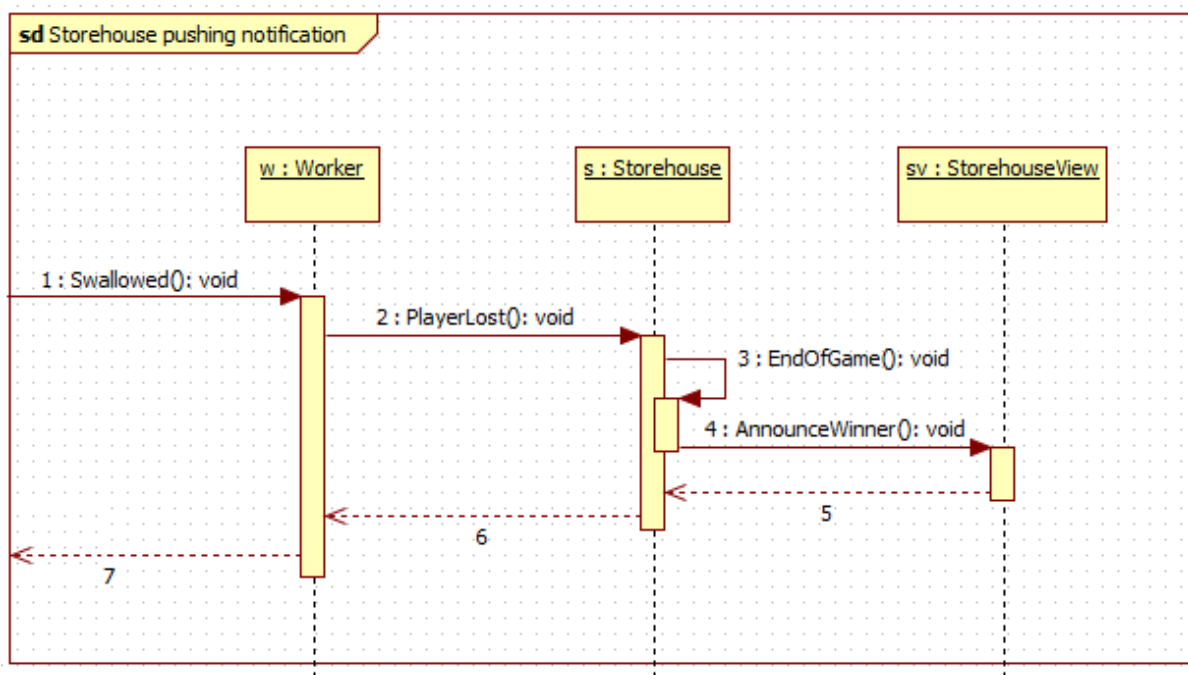 sd Storehouse pushing notification
w : Worker
s : Storehouse
sv : StorehouseView
1 : Swallowed(): void
2 : PlayerLost(): void
3 : EndOfGame(): void
4 : AnnounceWinner(): void
5
6
7